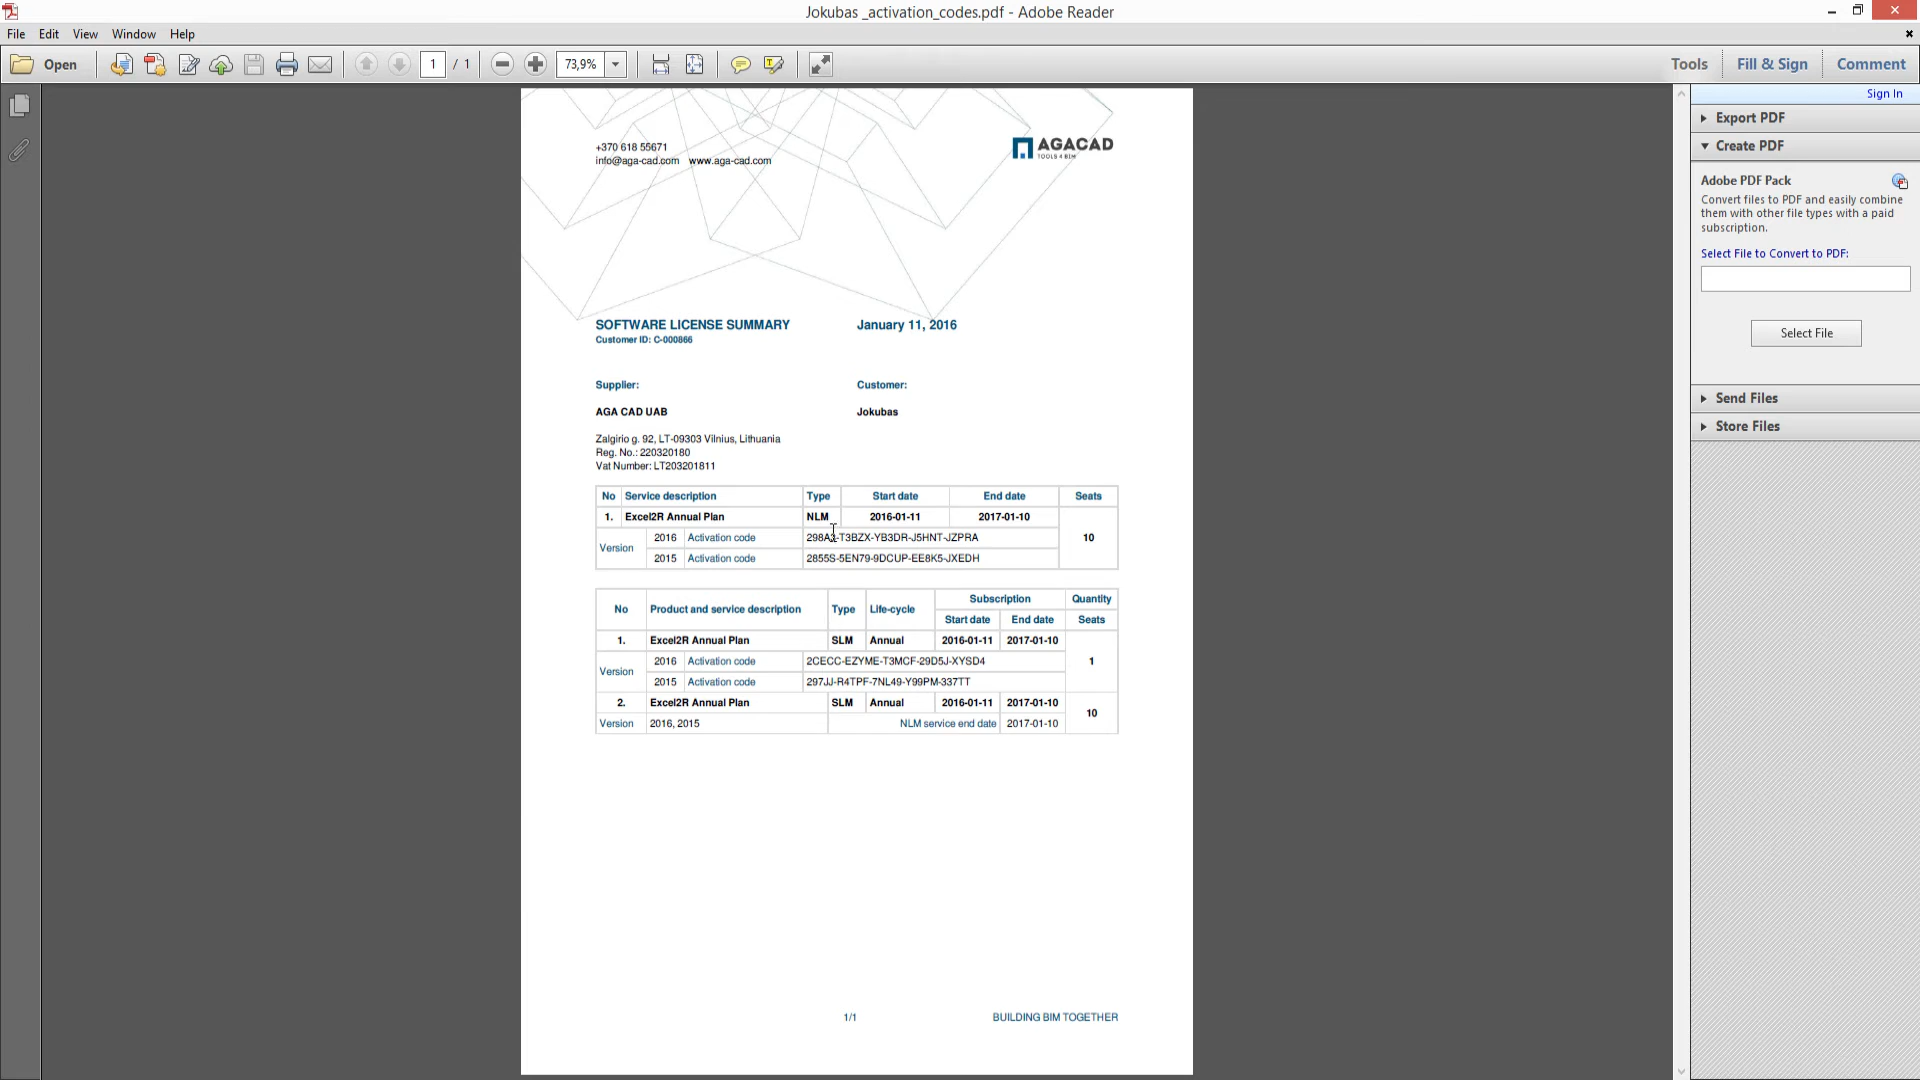 Jokubas _activation_codes.pdf - Adobe Reader
File Edit View Window Help
Open 1 / 1 73,9% Tools Fill & Sign Comment
Sign In
Export PDF
Create PDF
Adobe PDF Pack
Convert files to PDF and easily combine
them with other file types with a paid
subscription.
Select File to Convert to PDF:
Select File
Send Files
Store Files
+370 618 55671
info@aga-cad.com www.aga-cad.com
AGACAD
TOOLS 4 BIM
SOFTWARE LICENSE SUMMARY January 11, 2016
Customer ID: C-000866
Supplier: Customer:
AGA CAD UAB Jokubas
Zalgirio g. 92, LT-09303 Vilnius, Lithuania
Reg. No.: 220320180
Vat Number: LT203201811
No Service description Type Start date End date Seats
1. Excel2R Annual Plan NLM 2016-01-11 2017-01-10
Version 2016 Activation code -T3BZX-YB3DR-J5HNT-JZPRA 10
2015 Activation code 2855S-5EN79-9DCUP-EE8K5-JXEDH
No Product and service description Type Life-cycle Subscription Quantity
Start date End date Seats
1. Excel2R Annual Plan SLM Annual 2016-01-11 2017-01-10
Version 2016 Activation code 2CECC-EZYME-T3MCF-29D5J-XYSD4 1
2015 Activation code 297JJ-R4TPF-7NL49-Y99PM-337TT
2. Excel2R Annual Plan SLM Annual 2016-01-11 2017-01-10 10
Version 2016, 2015 NLM service end date 2017-01-10
1/1 BUILDING BIM TOGETHER